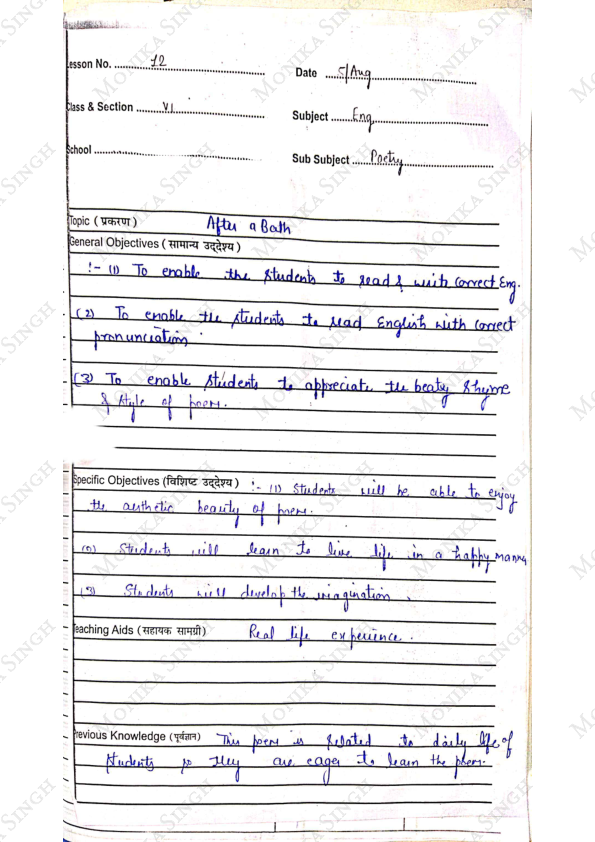 Lesson No. 12
Date 5/Aug
Class & Section VI
Subject Eng
School
Sub Subject Poetry
Topic ( प्रकरण ) After a Bath
General Objectives ( सामान्य उद्देश्य )
:- (1) To enable the students to read & write correct Eng.
(2) To enable the students to read English with correct
pronunciation.
(3) To enable students to appreciate the beaty rhyme
& style of poem.
Specific Objectives (विशिष्ट उद्देश्य ) :- (1) Students will be able to enjoy
the asthetic beauty of poem.
(2) Students will learn to live life in a happy manny
(3) Students will develop the imagination.
Teaching Aids ( सहायक सामग्री) Real life experience.
Previous Knowledge (पूर्वज्ञान) This poem is related to daily life of
students so they are eager to learn the poem.
MONIKA SINGH